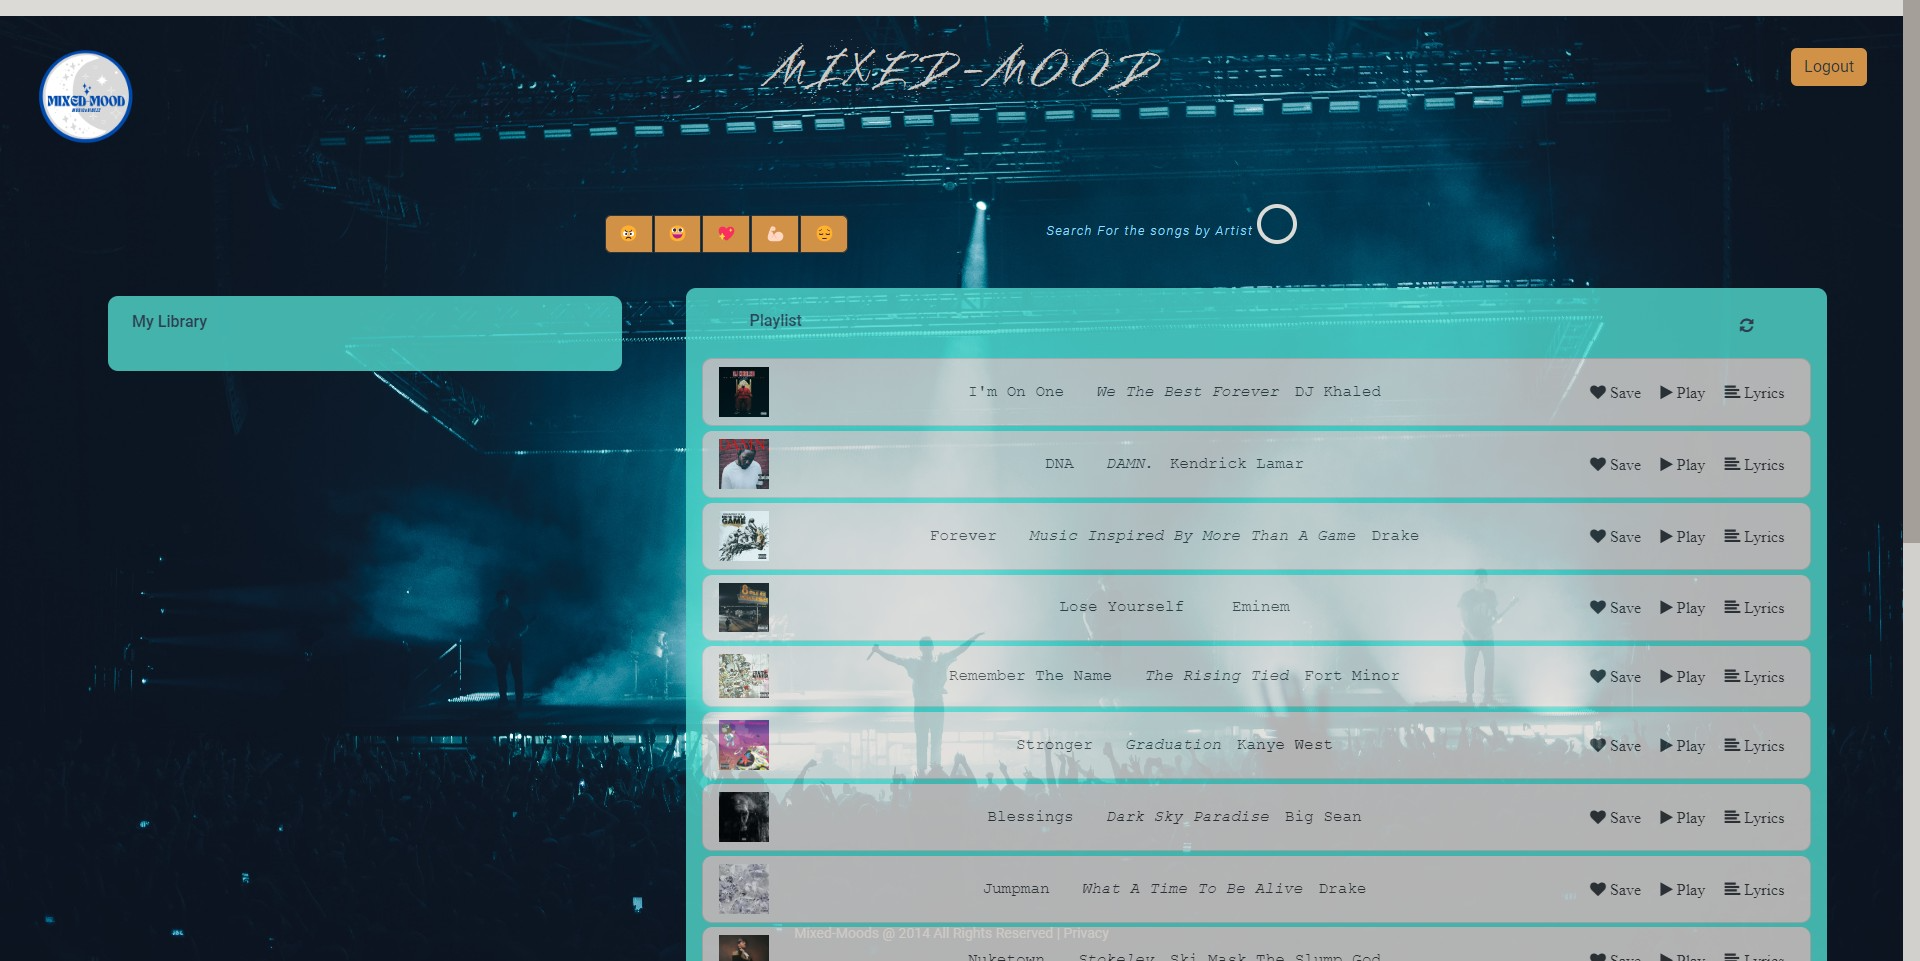 MIXED-MOOD
Logout
MIXED-MOOD
Search For the songs by Artist
My Library
Playlist
I'm On One We The Best Forever DJ Khaled Save Play Lyrics
DNA DAMN. Kendrick Lamar Save Play Lyrics
Forever Music Inspired By More Than A Game Drake Save Play Lyrics
Lose Yourself Eminem Save Play Lyrics
Remember The Name The Rising Tied Fort Minor Save Play Lyrics
Stronger Graduation Kanye West Save Play Lyrics
Blessings Dark Sky Paradise Big Sean Save Play Lyrics
Jumpman What A Time To Be Alive Drake Save Play Lyrics
Mixed-Moods @ 2014 All Rights Reserved | Privacy
Nuketown Stokeley Ski Mask The Slump God Save Play Lyrics